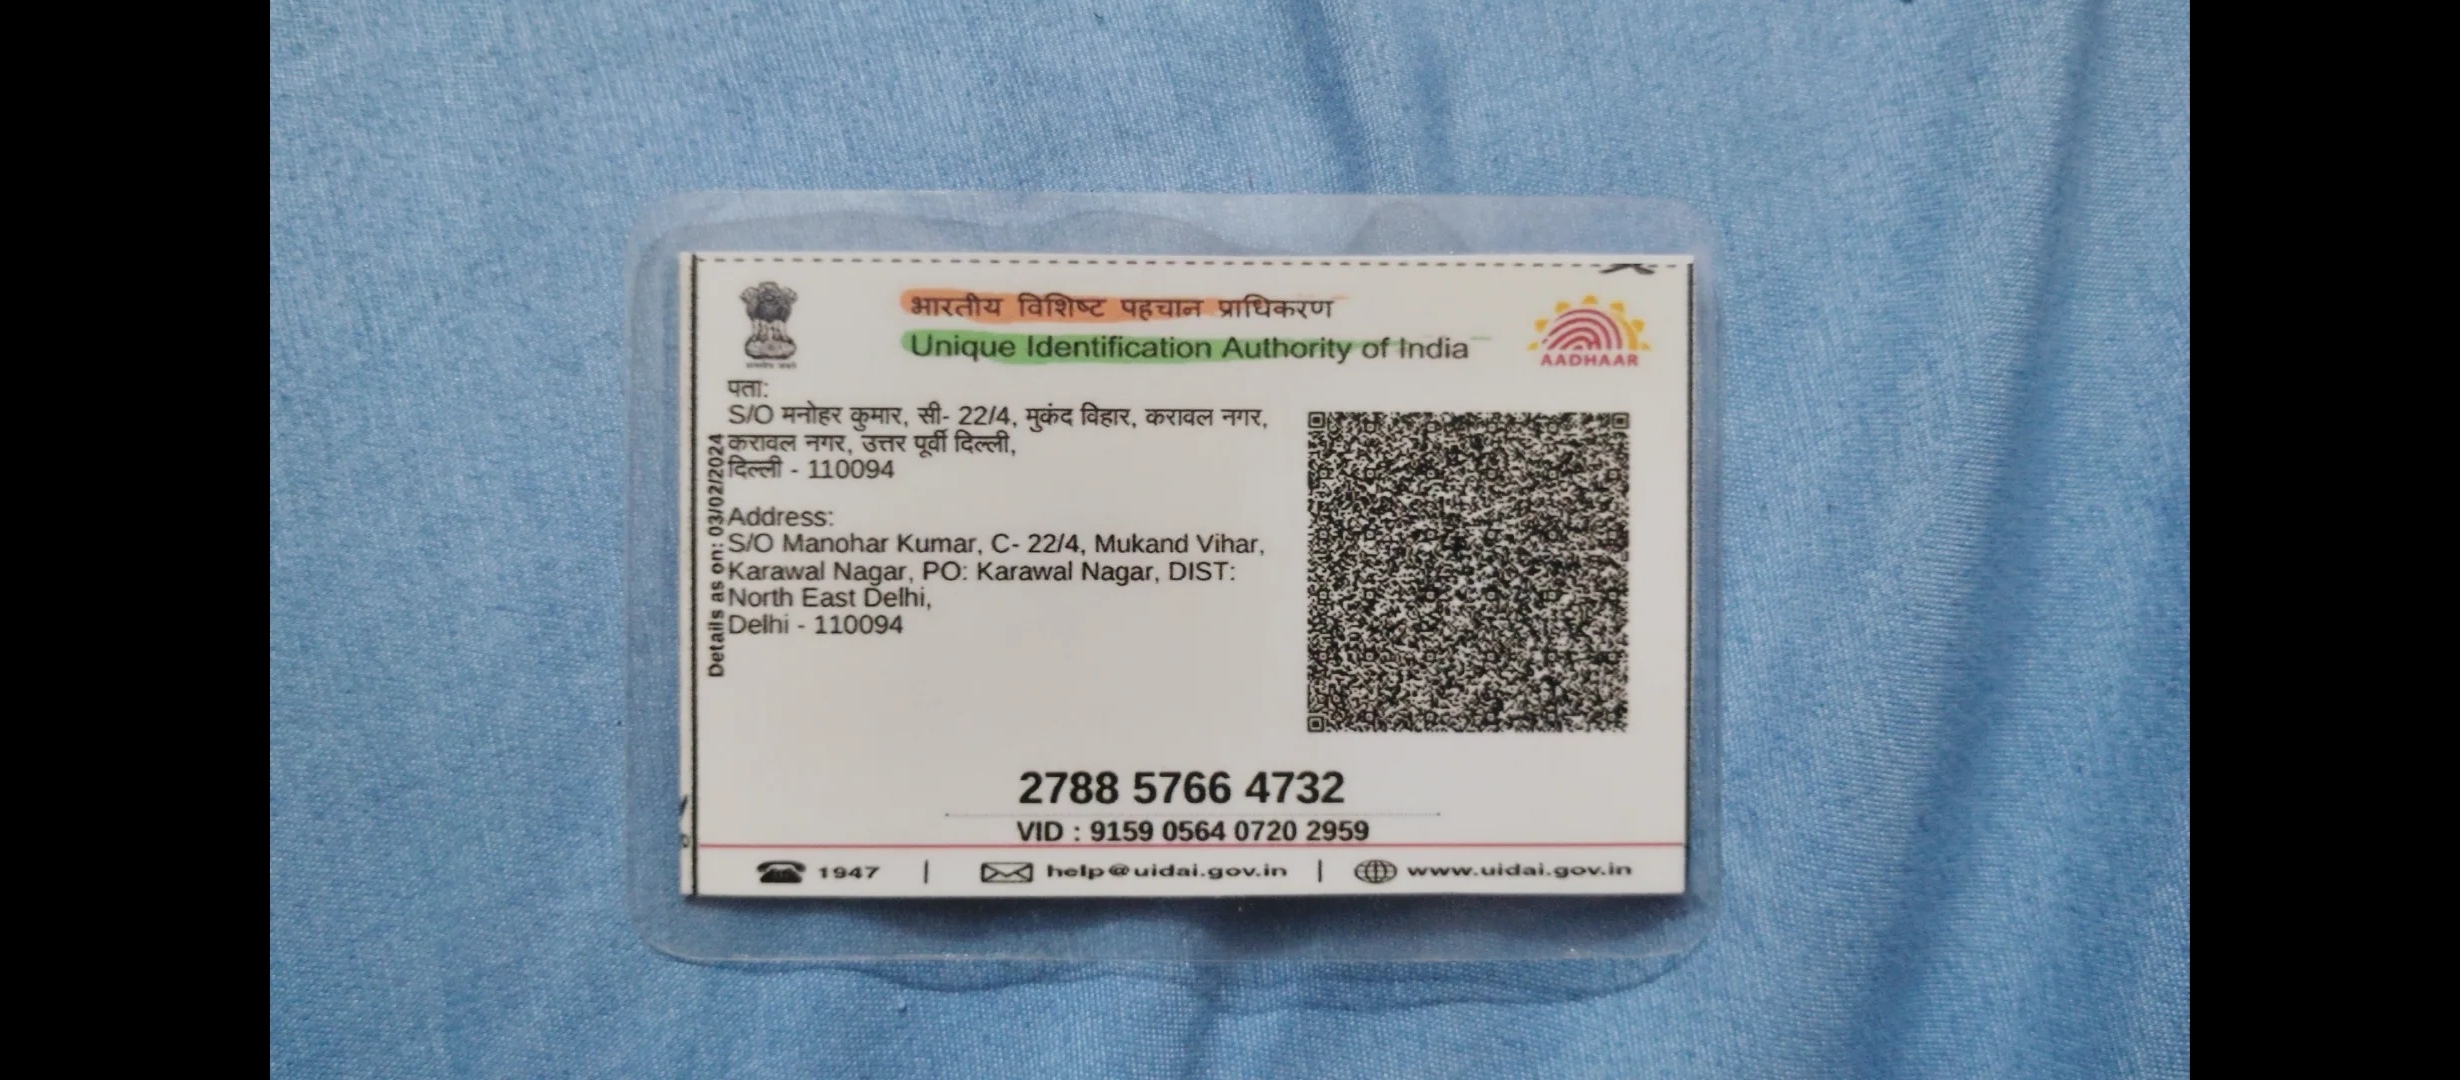 भारतीय विशिष्ट पहचान प्राधिकरण
Unique Identification Authority of India
AADHAAR
पता:
S/O मनोहर कुमार, सी- 22/4, मुकंद विहार, करावल नगर,
करावल नगर, उत्तर पूर्वी दिल्ली,
दिल्ली - 110094
Details as on: 03/02/2024
Address:
S/O Manohar Kumar, C- 22/4, Mukand Vihar,
Karawal Nagar, PO: Karawal Nagar, DIST:
North East Delhi,
Delhi - 110094
2788 5766 4732
VID : 9159 0564 0720 2959
1947 | help@uidai.gov.in | www.uidai.gov.in